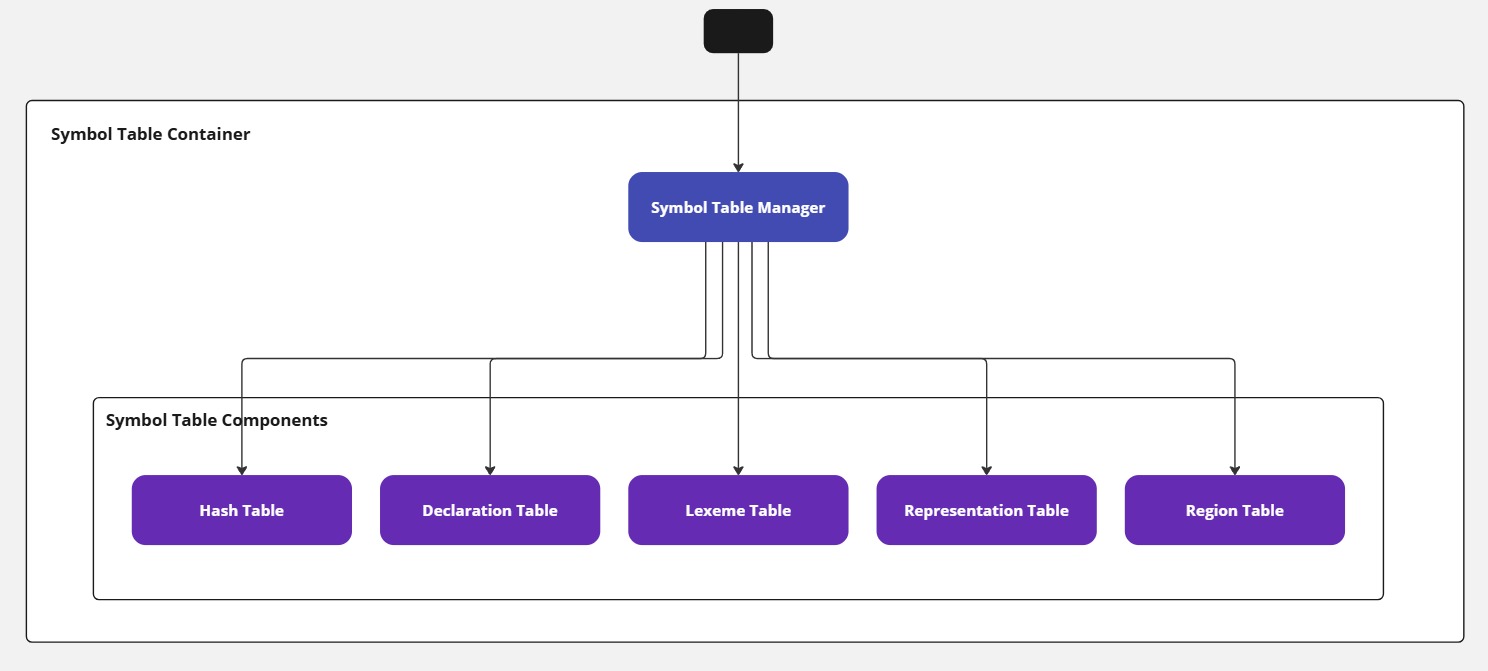 Symbol Table Container
Symbol Table Manager
Symbol Table Components
Hash Table
Declaration Table
Lexeme Table
Representation Table
Region Table